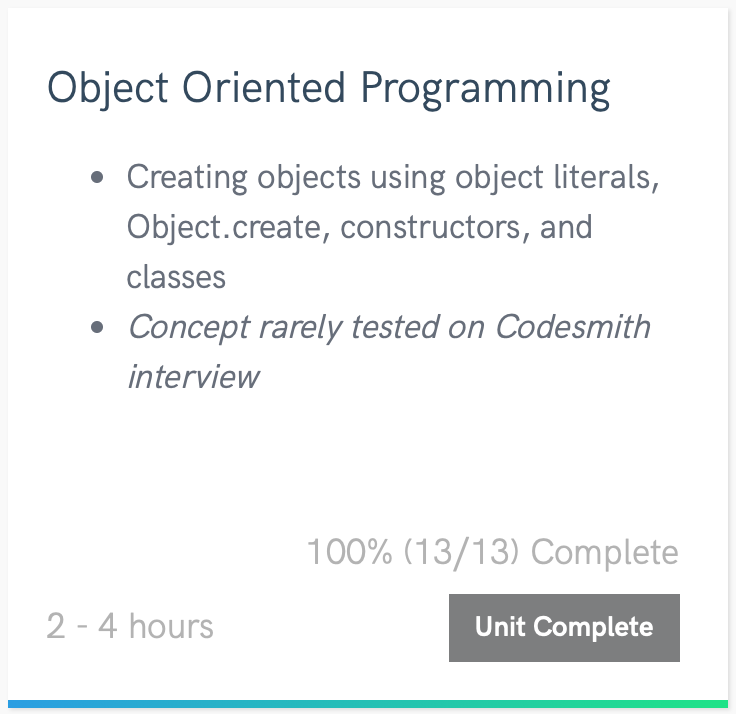 Object Oriented Programming
• Creating objects using object literals,
Object.create, constructors, and
classes
• Concept rarely tested on Codesmith
interview
100% (13/13) Complete
2 - 4 hours
Unit Complete